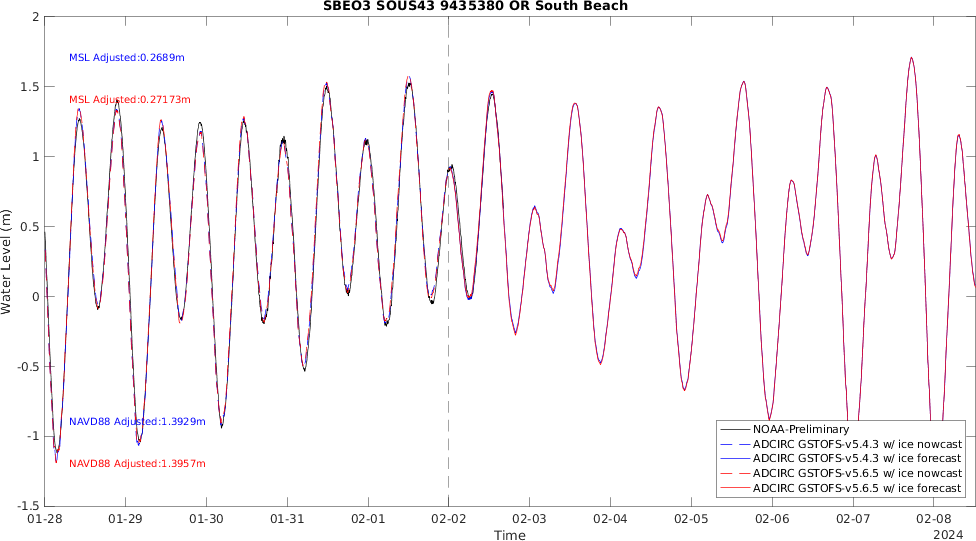 SBEO3 SOUS43 9435380 OR South Beach
2
1.5
1
0.5
0
-0.5
-1
-1.5
Water Level (m)
MSL Adjusted:0.2689m
MSL Adjusted:0.27173m
NAVD88 Adjusted:1.3929m
NAVD88 Adjusted:1.3957m
NOAA-Preliminary
ADCIRC GSTOFS-v5.4.3 w/ ice nowcast
ADCIRC GSTOFS-v5.4.3 w/ ice forecast
ADCIRC GSTOFS-v5.6.5 w/ ice nowcast
ADCIRC GSTOFS-v5.6.5 w/ ice forecast
01-28 01-29 01-30 01-31 02-01 02-02 02-03 02-04 02-05 02-06 02-07 02-08
Time
2024